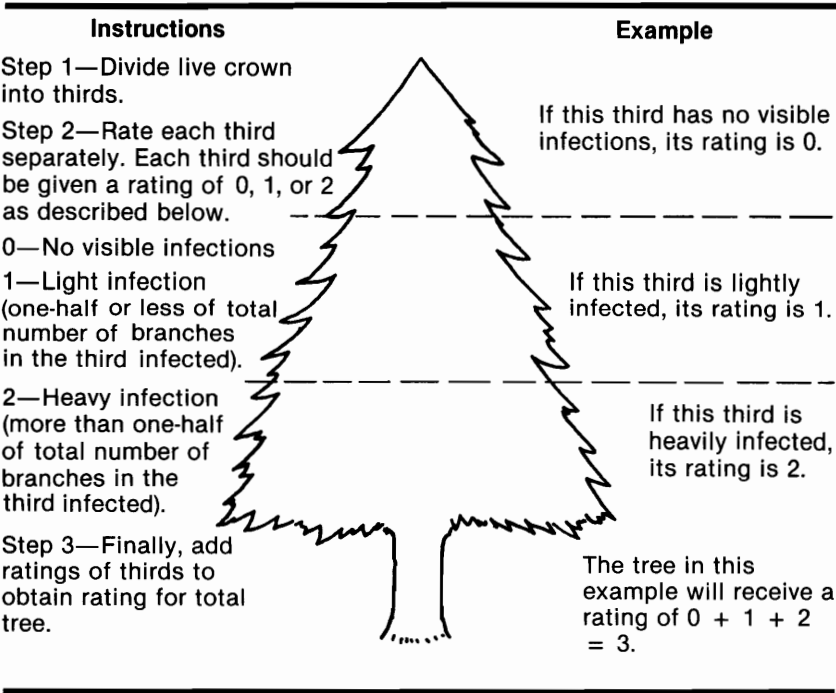 Instructions
Step 1—Divide live crown
into thirds.
Step 2—Rate each third
separately. Each third should
be given a rating of 0, 1, or 2
as described below.
0—No visible infections
1—Light infection
(one-half or less of total
number of branches
in the third infected).
2—Heavy infection
(more than one-half
of total number of
branches in the
third infected).
Step 3—Finally, add
ratings of thirds to
obtain rating for total
tree.
Example
If this third has no visible
infections, its rating is 0.
If this third is lightly
infected, its rating is 1.
If this third is
heavily infected,
its rating is 2.
The tree in this
example will receive a
rating of 0 + 1 + 2
= 3.